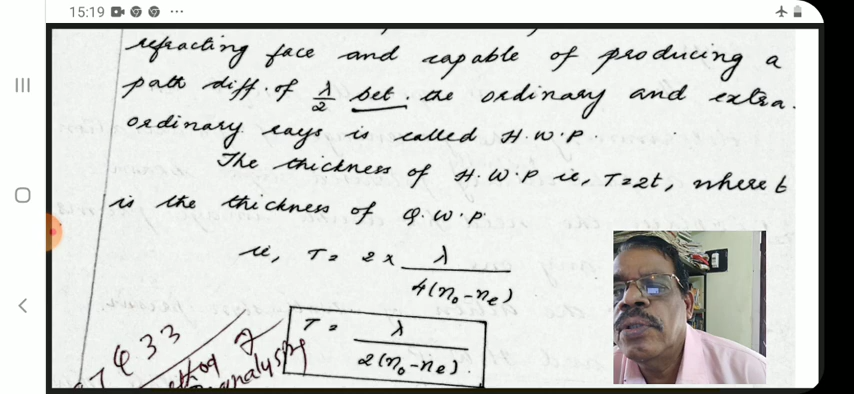 15:19
refracting face and capable of producing a
path diff. of λ/2 bet. the ordinary and extra.
ordinary rays is called H.W.P
The thickness of H.W.P ie, T=2t, where t
is the thickness of Q.W.P.
ie, T = 2 × λ / 4(n₀-nₑ)
T = λ / 2(n₀-nₑ).
Q 33
analysing